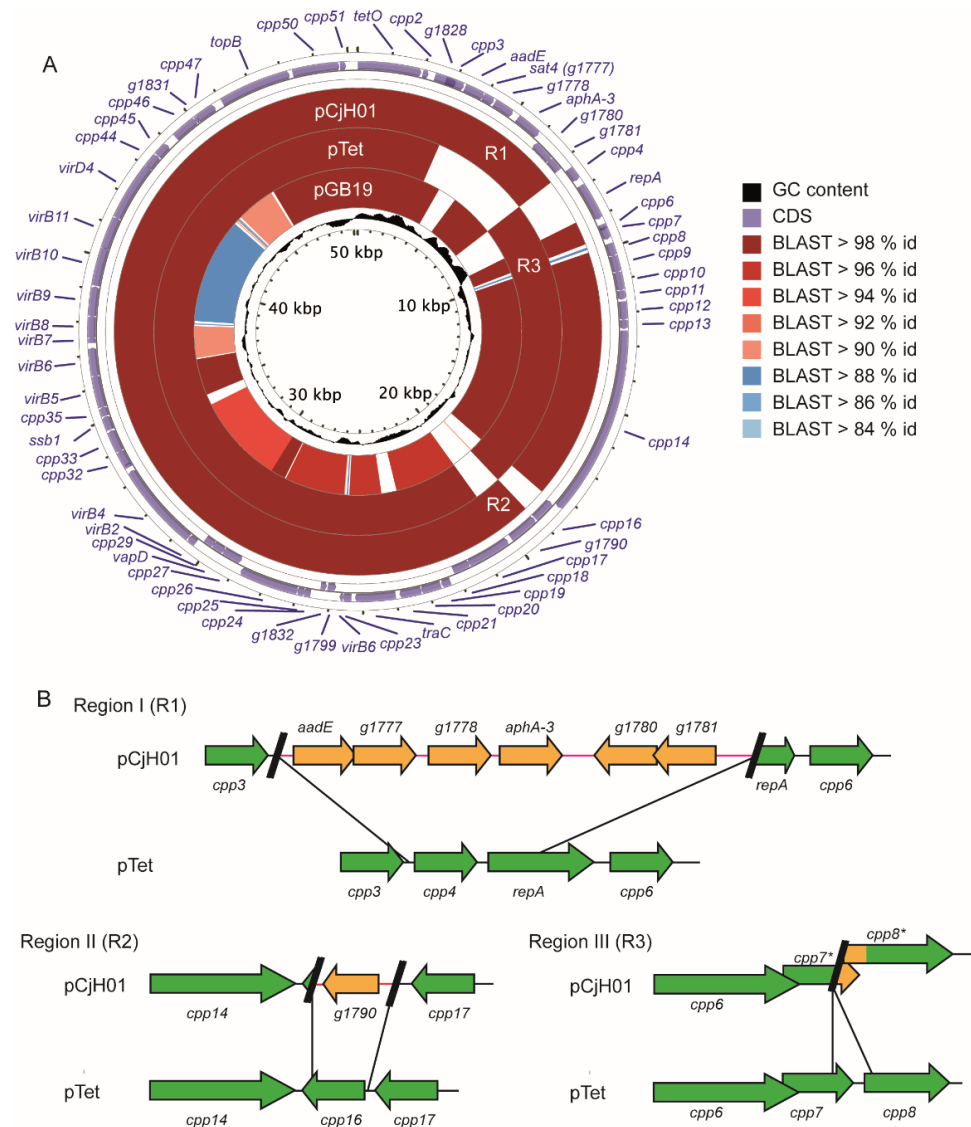 A
cpp50
cpp51
tetO
cpp2
g1828
cpp3
aadE
sat4 (g1777)
g1778
aphA-3
g1780
g1781
cpp4
repA
cpp6
cpp7
cpp8
cpp9
cpp10
cpp11
cpp12
cpp13
cpp14
cpp16
g1790
cpp17
cpp18
cpp19
cpp20
cpp21
traC
cpp23
virB6
g1799
g1832
cpp24
cpp25
cpp26
cpp27
vapD
cpp29
virB2
virB4
cpp32
cpp33
ssb1
cpp35
virB5
virB6
virB7
virB8
virB9
virB10
virB11
virD4
cpp44
cpp45
cpp46
g1831
cpp47
topB
pCjH01
pTet
pGB19
R1
R3
R2
50 kbp
10 kbp
20 kbp
30 kbp
40 kbp
GC content
CDS
BLAST > 98 % id
BLAST > 96 % id
BLAST > 94 % id
BLAST > 92 % id
BLAST > 90 % id
BLAST > 88 % id
BLAST > 86 % id
BLAST > 84 % id
B
Region I (R1)
aadE g1777 g1778 aphA-3 g1780 g1781
pCjH01
cpp3 repA cpp6
pTet
cpp3 cpp4 repA cpp6
Region II (R2)
pCjH01
cpp14 g1790 cpp17
pTet
cpp14 cpp16 cpp17
Region III (R3)
cpp8*
cpp7*
pCjH01
cpp6
pTet
cpp6 cpp7 cpp8